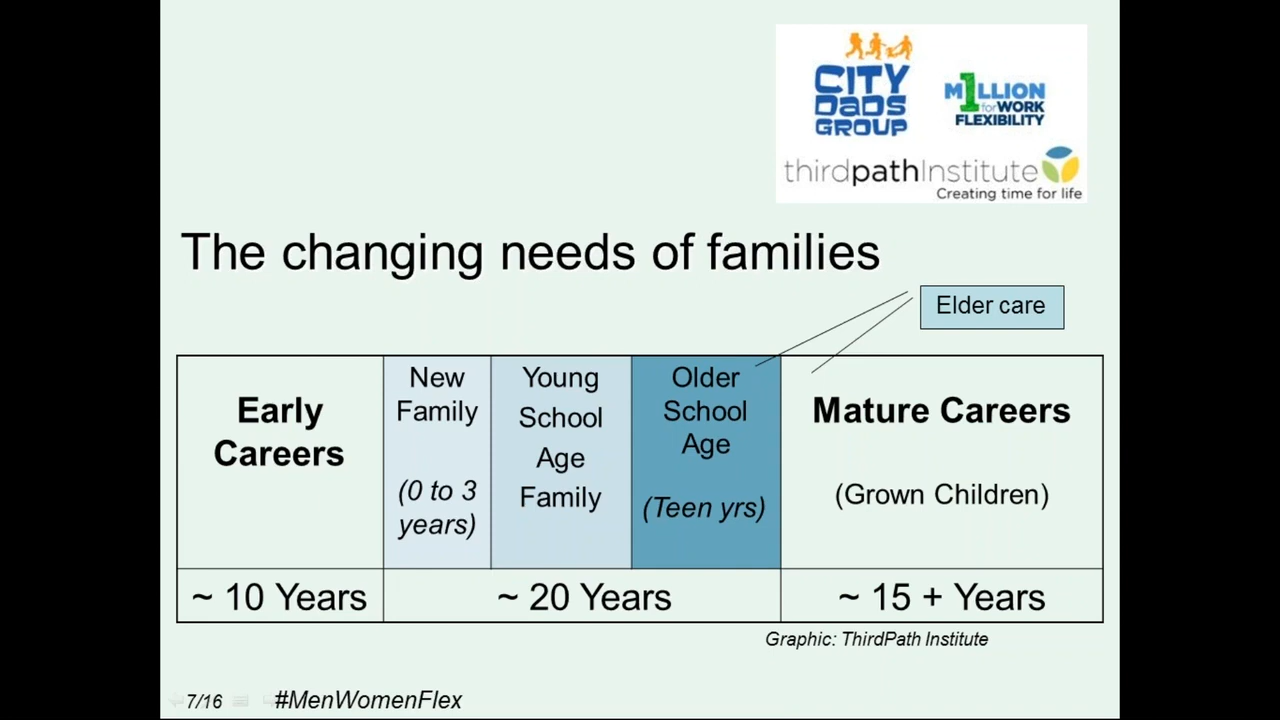 CITY
DaDS
GROUP
M1LLION
for WORK
FLEXIBILITY
thirdpathInstitute
Creating time for life
The changing needs of families
Elder care
Early
Careers
New
Family
(0 to 3
years)
Young
School
Age
Family
Older
School
Age
(Teen yrs)
Mature Careers
(Grown Children)
~ 10 Years
~ 20 Years
~ 15 + Years
Graphic: ThirdPath Institute
7/16
#MenWomenFlex